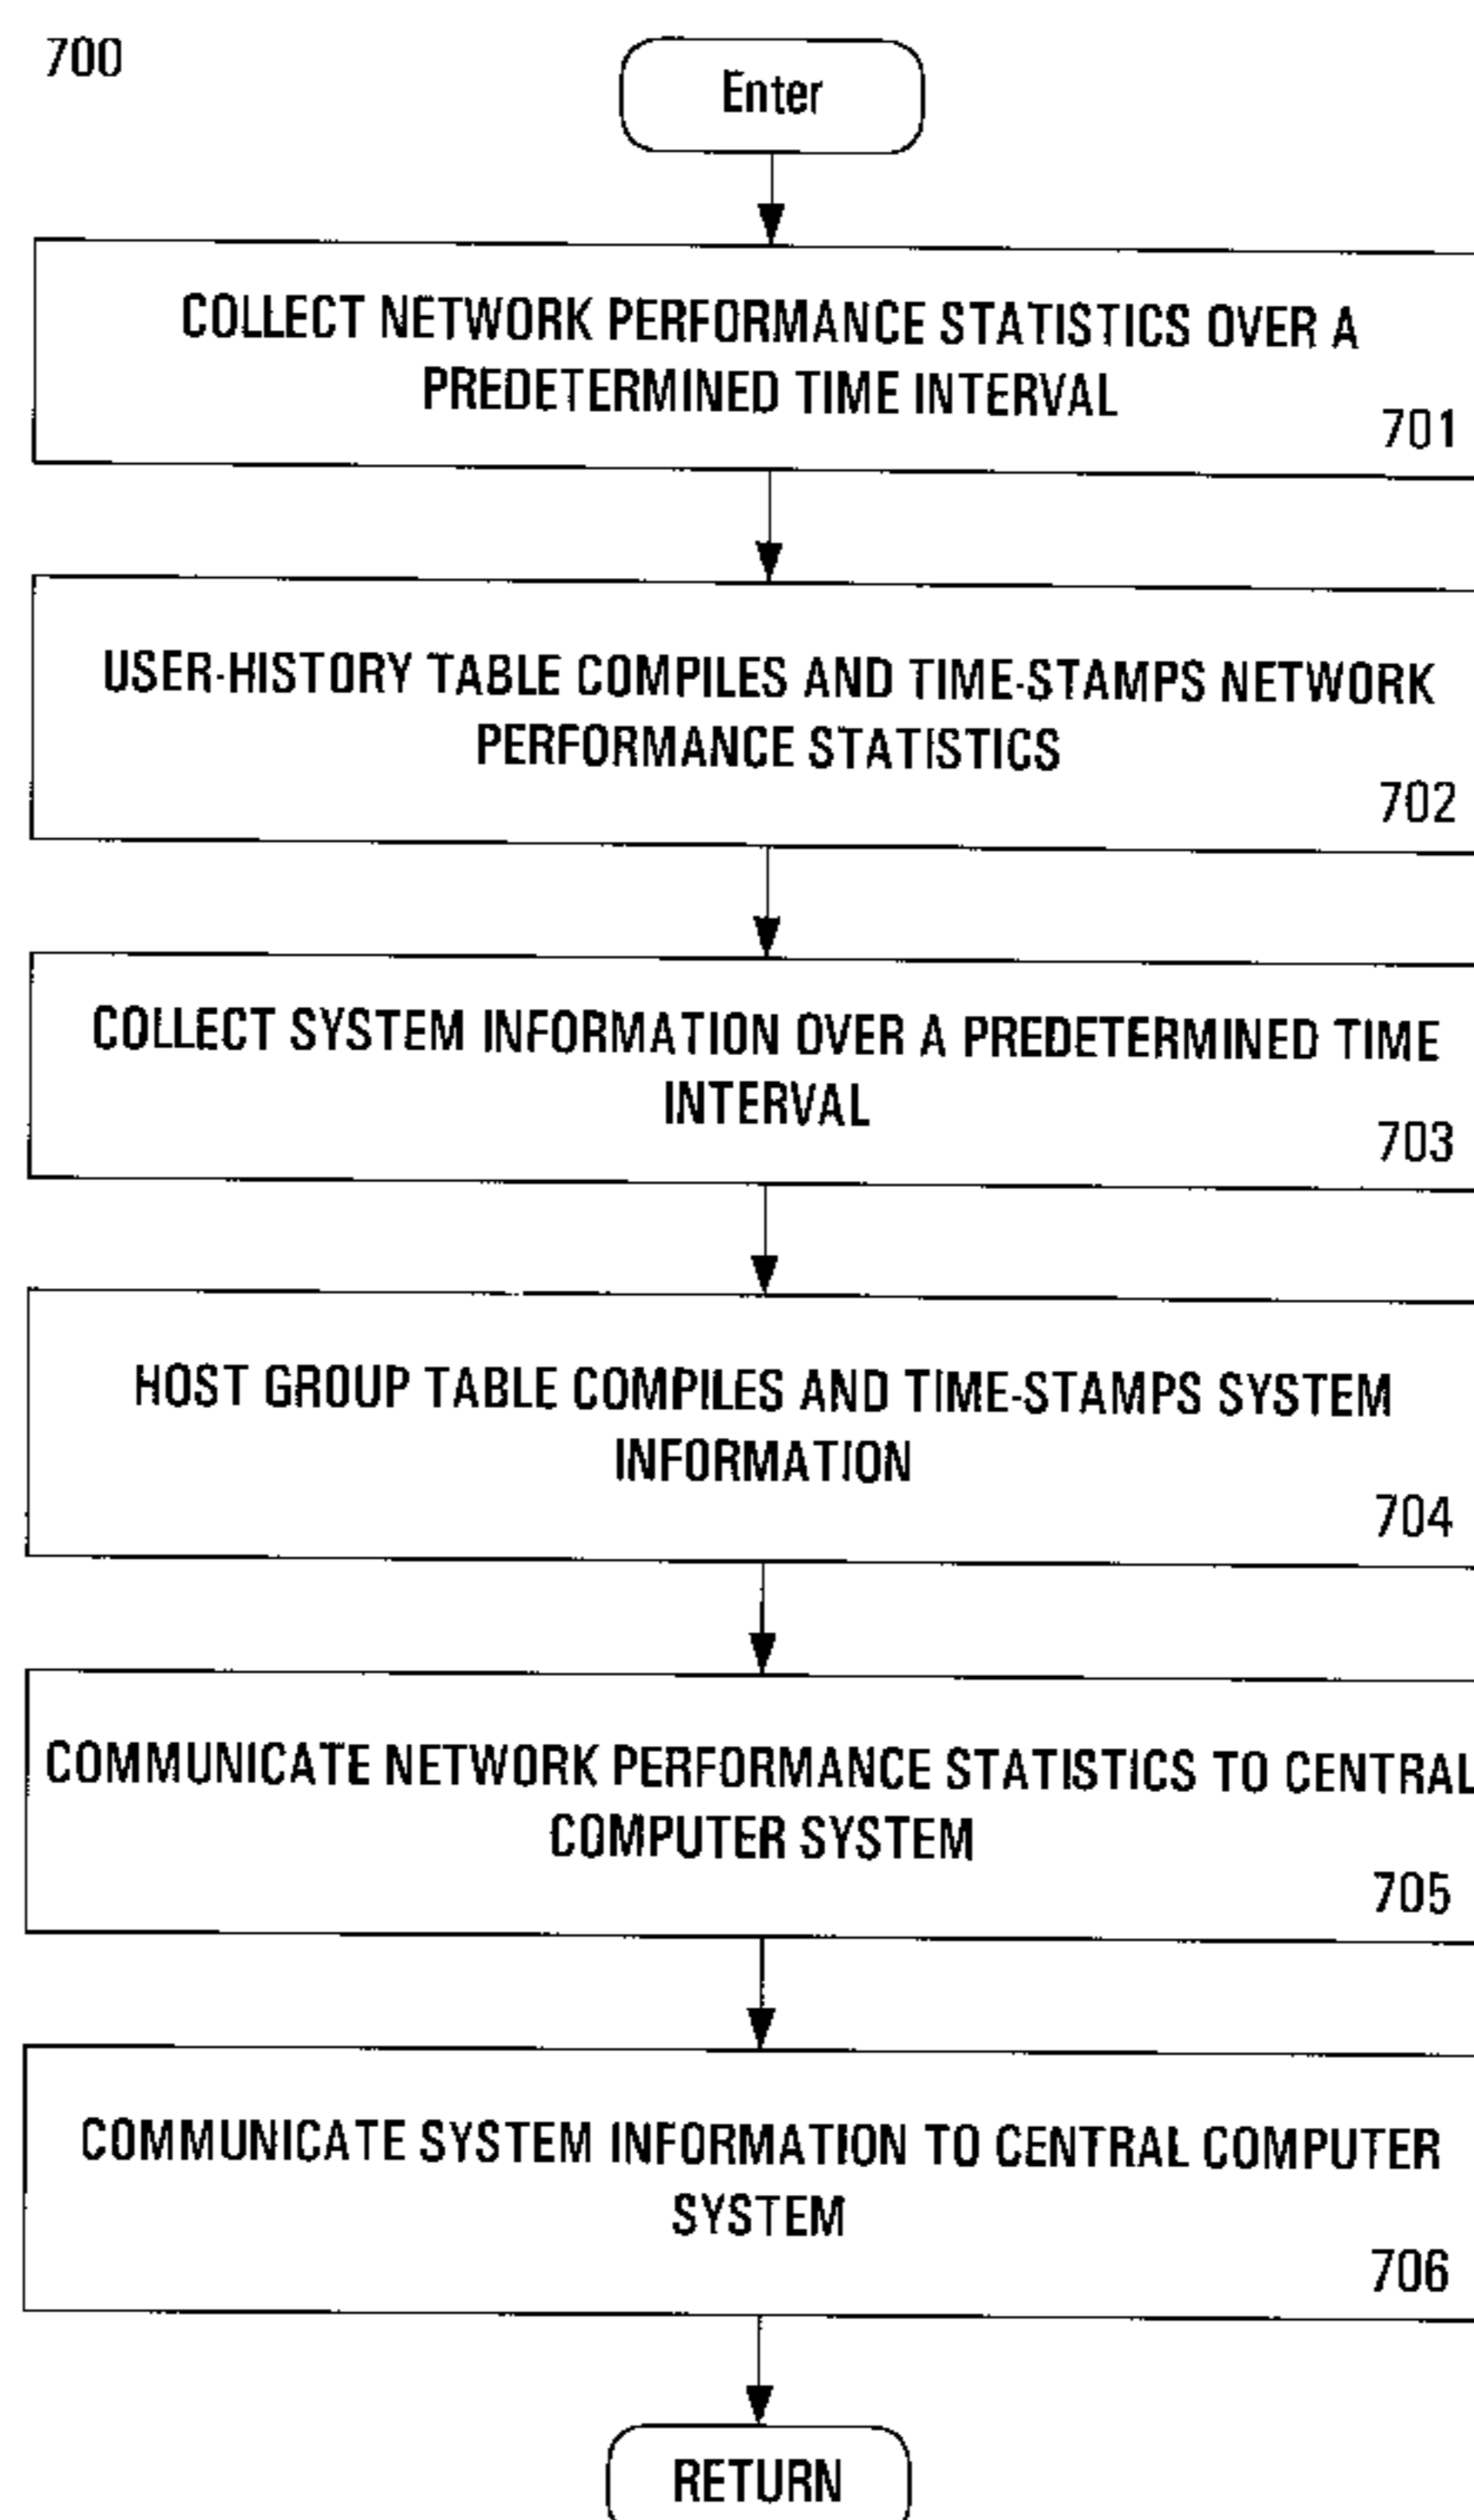 700
Enter
COLLECT NETWORK PERFORMANCE STATISTICS OVER A
PREDETERMINED TIME INTERVAL
701
USER-HISTORY TABLE COMPILES AND TIME-STAMPS NETWORK
PERFORMANCE STATISTICS
702
COLLECT SYSTEM INFORMATION OVER A PREDETERMINED TIME
INTERVAL
703
HOST GROUP TABLE COMPILES AND TIME-STAMPS SYSTEM
INFORMATION
704
COMMUNICATE NETWORK PERFORMANCE STATISTICS TO CENTRAL
COMPUTER SYSTEM
705
COMMUNICATE SYSTEM INFORMATION TO CENTRAL COMPUTER
SYSTEM
706
RETURN